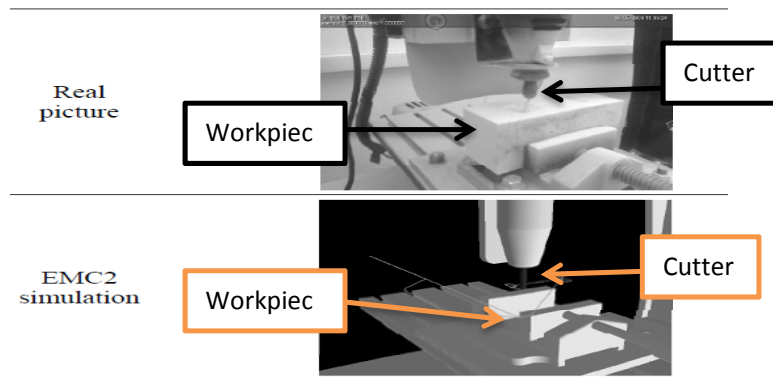 Real
picture
Cutter
Workpiec
EMC2
simulation
Cutter
Workpiec